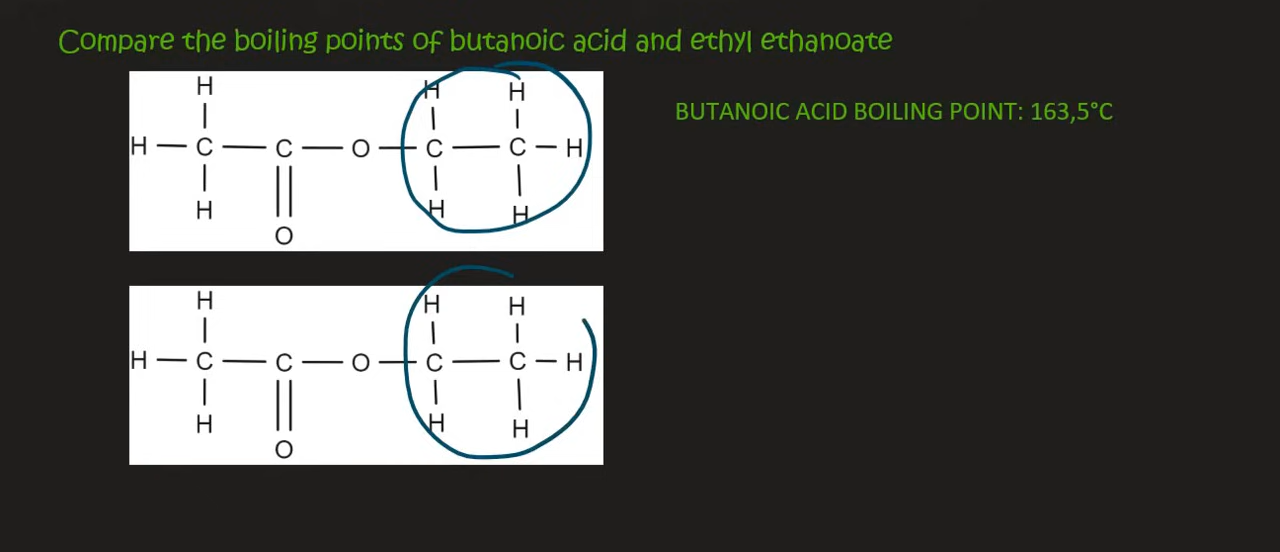 Compare the boiling points of butanoic acid and ethyl ethanoate
BUTANOIC ACID BOILING POINT: 163,5°C
H H H
H C C O C C H
H H H
O
H H H
H C C O C C H
H H H
O